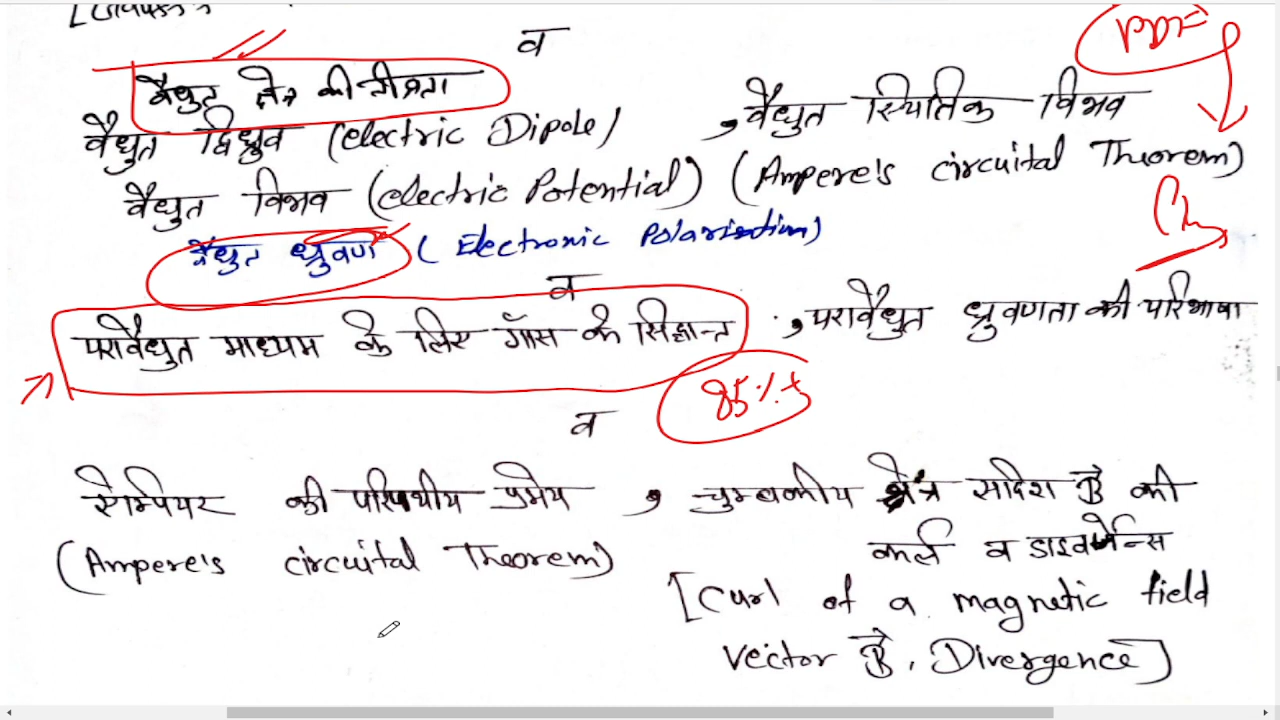 व
PDF
वैधुत क्षेत्र की तीव्रता
वैधुत द्विध्रुव (electric Dipole)
, वैधुत स्थितिक विभव
वैधुत विभव (electric Potential) (Ampere's circuital Theorem)
वैधुत ध्रुवण (Electronic Polarisation)
व
परावैधुत माध्यम के लिए गॉस के सिद्धान्त , परावैधुत ध्रुवणता की परिभाषा
85%+
व
ऐम्पियर की परिपथीय प्रमेय , चुम्बकीय क्षेत्र सदिश B की
कर्ल व डाइवर्जेन्स
(Ampere's circuital Theorem)
[Curl of a magnetic field
vector B, Divergence]